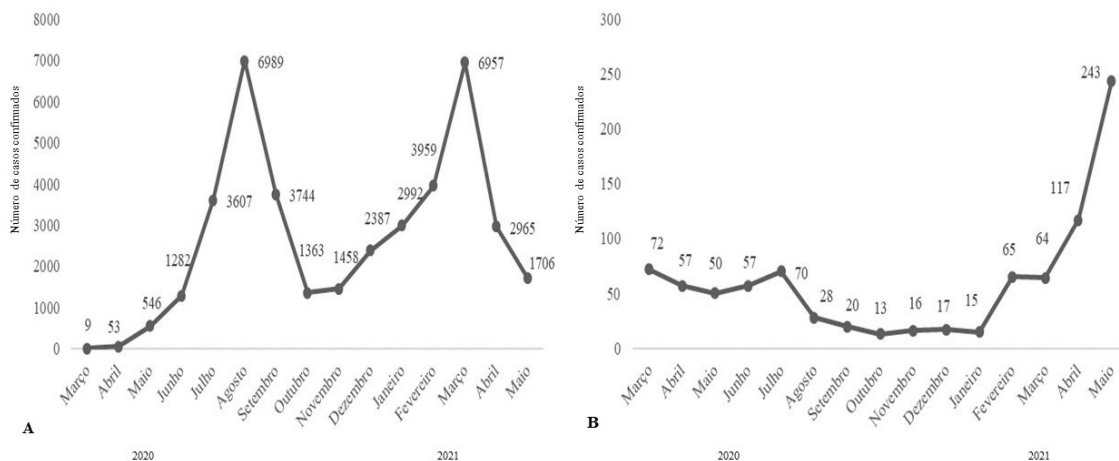 8000
7000
6000
5000
4000
3000
2000
1000
0
Número de casos confirmados
9
53
546
1282
3607
6989
3744
1363
1458
2387
2992
3959
6957
2965
1706
Março
Abril
Maio
Junho
Julho
Agosto
Setembro
Outubro
Novembro
Dezembro
Janeiro
Fevereiro
Março
Abril
Maio
A
2020
2021
300
250
200
150
100
50
0
Número de casos confirmados
72
57
50
57
70
28
20
13
16
17
15
65
64
117
243
Março
Abril
Maio
Junho
Julho
Agosto
Setembro
Outubro
Novembro
Dezembro
Janeiro
Fevereiro
Março
Abril
Maio
B
2020
2021